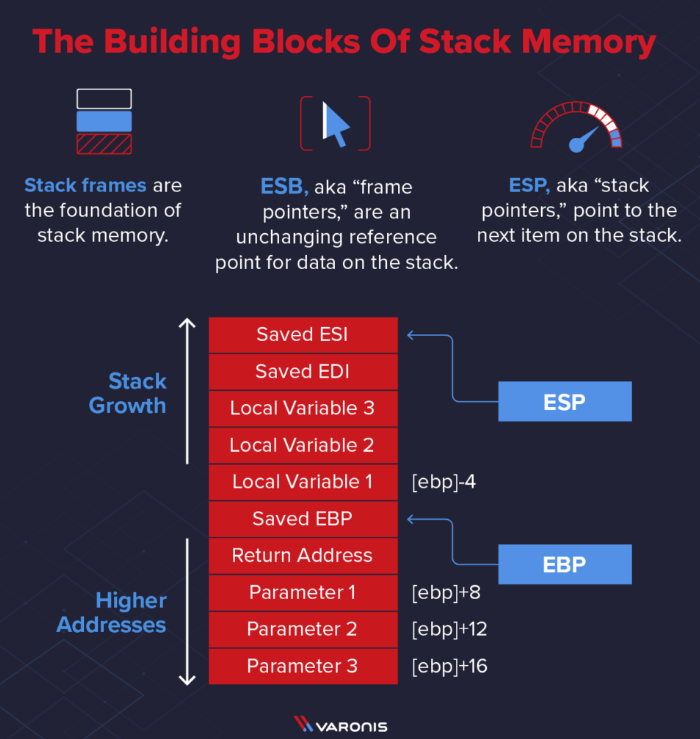 The Building Blocks Of Stack Memory
Stack frames are
the foundation of
stack memory.
ESB, aka “frame
pointers,” are an
unchanging reference
point for data on the stack.
ESP, aka “stack
pointers,” point to the
next item on the stack.
Stack
Growth
Higher
Addresses
Saved ESI
Saved EDI
Local Variable 3
Local Variable 2
Local Variable 1 [ebp]-4
Saved EBP
Return Address
Parameter 1 [ebp]+8
Parameter 2 [ebp]+12
Parameter 3 [ebp]+16
ESP
EBP
VARONIS